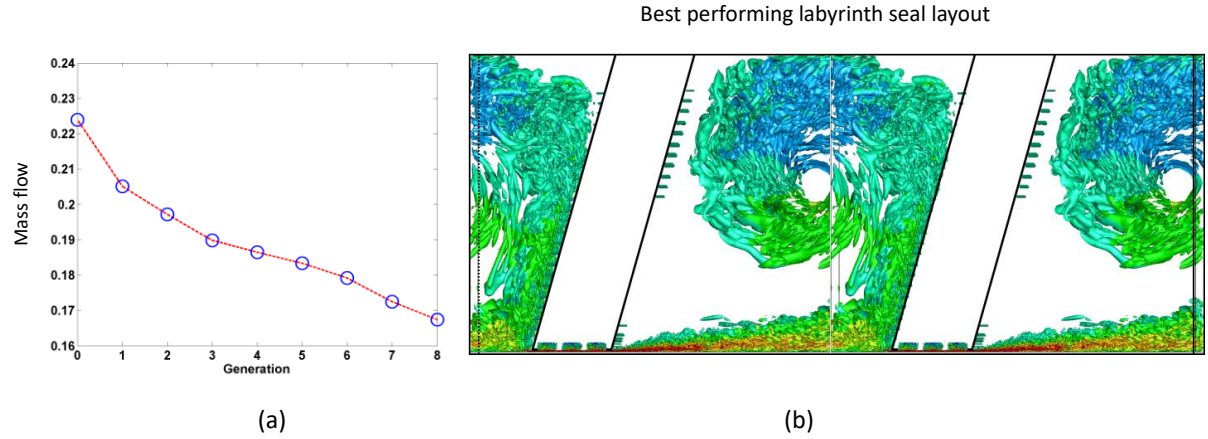 Best performing labyrinth seal layout
0.24
0.23
0.22
0.21
0.2
0.19
0.18
0.17
0.16
Mass flow
0 1 2 3 4 5 6 7 8
Generation
(a) (b)